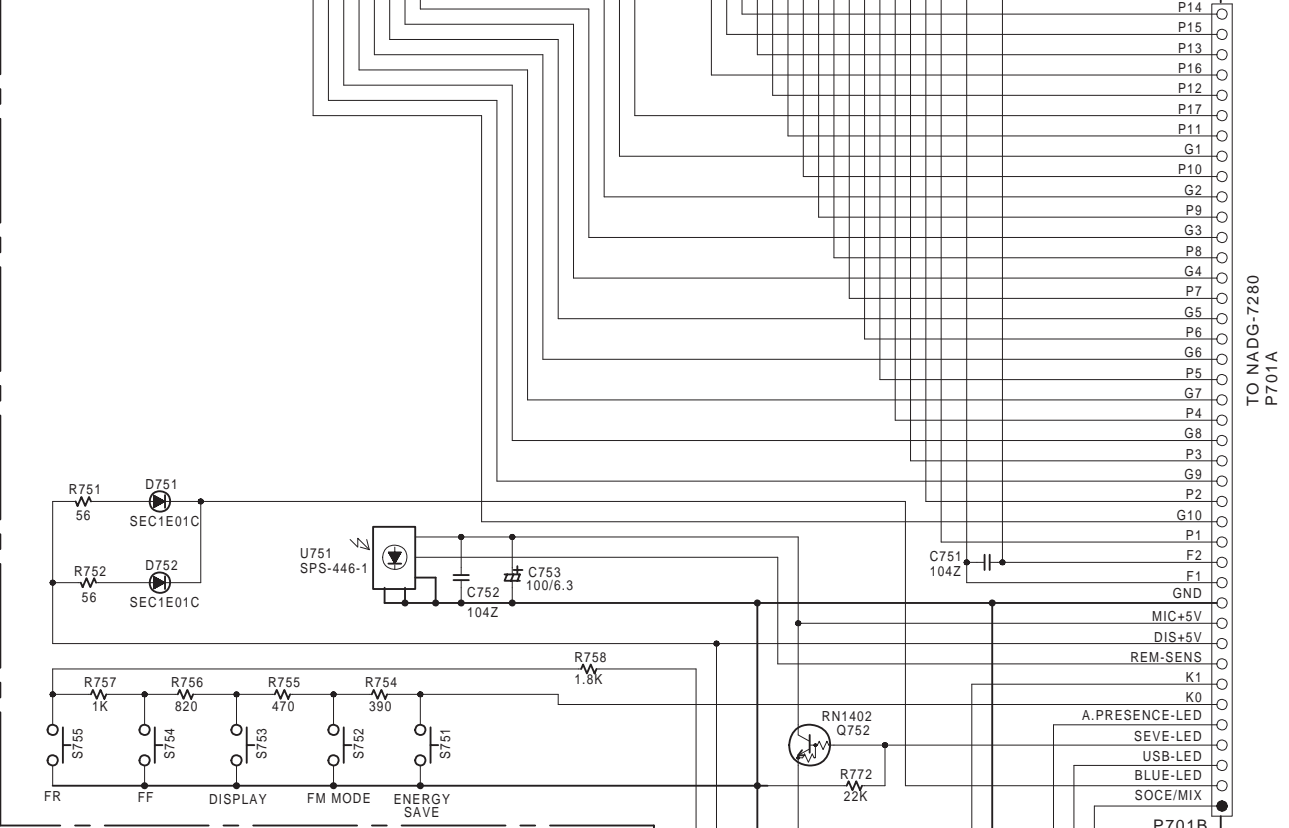 P14
P15
P13
P16
P12
P17
P11
G1
P10
G2
P9
G3
P8
G4
P7
G5
P6
G6
P5
G7
P4
G8
P3
G9
P2
G10
P1
F2
F1
GND
MIC+5V
DIS+5V
REM-SENS
K1
K0
A.PRESENCE-LED
SEVE-LED
USB-LED
BLUE-LED
SOCE/MIX
P701B
TO NADG-7280
P701A
R751
56
D751
SEC1E01C
R752
56
D752
SEC1E01C
U751
SPS-446-1
C752
104Z
C753
100/6.3
C751
104Z
R758
1.8K
R757
1K
R756
820
R755
470
R754
390
S755
S754
S753
S752
S751
FR
FF
DISPLAY
FM MODE
ENERGY
SAVE
RN1402
Q752
R772
22K